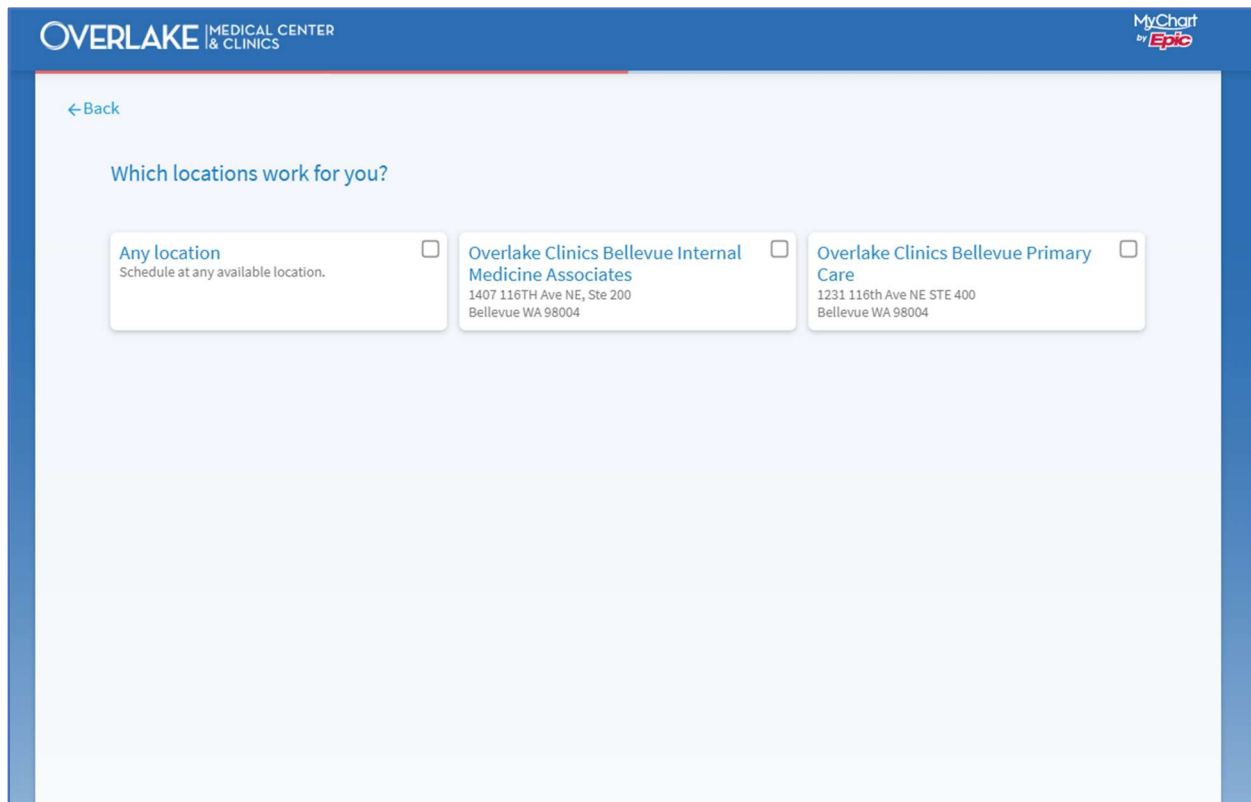 OVERLAKE MEDICAL CENTER
& CLINICS
MyChart
by Epic
←Back
Which locations work for you?
Any location
Schedule at any available location.
Overlake Clinics Bellevue Internal
Medicine Associates
1407 116TH Ave NE, Ste 200
Bellevue WA 98004
Overlake Clinics Bellevue Primary
Care
1231 116th Ave NE STE 400
Bellevue WA 98004